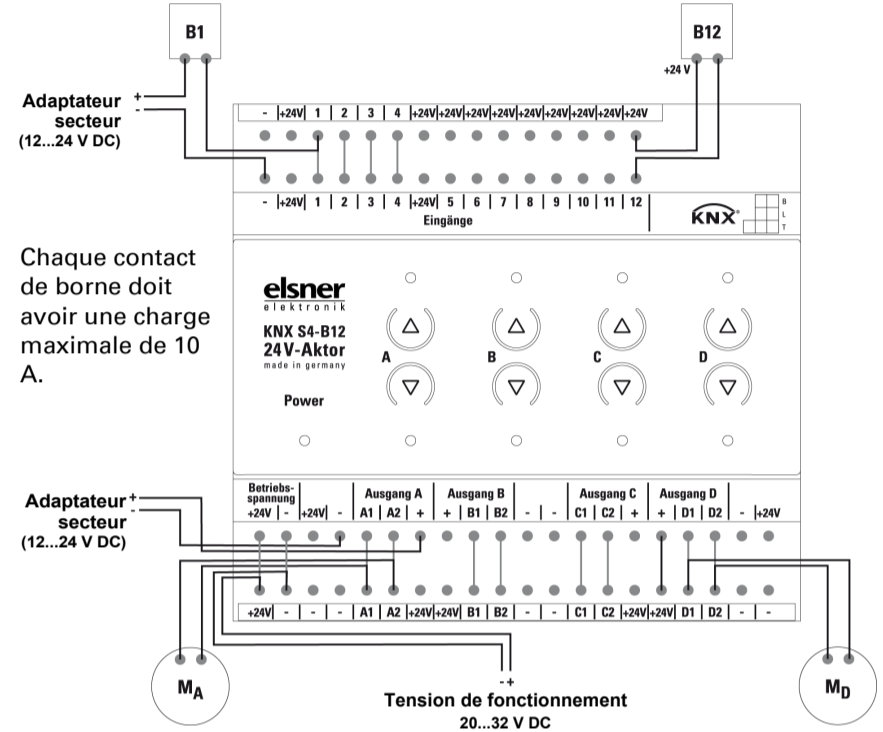 B1
B12
+24 V
Adaptateur +
secteur -
(12...24 V DC)
- |+24V| 1 | 2 | 3 | 4 |+24V|+24V|+24V|+24V|+24V|+24V|+24V|+24V|+24V
- |+24V| 1 | 2 | 3 | 4 |+24V| 5 | 6 | 7 | 8 | 9 | 10 | 11 | 12
Eingänge
KNX®
B
L
T
Chaque contact
de borne doit
avoir une charge
maximale de 10
A.
elsner
elektronik
KNX S4-B12
24V-Aktor
made in germany
A
B
C
D
Power
Betriebs-
spannung
Ausgang A
Ausgang B
Ausgang C
Ausgang D
+24V| - |+24V| - | A1 | A2 | + | + | B1 | B2 | - | - | C1 | C2 | + | + | D1 | D2 | - |+24V
Adaptateur +
secteur -
(12...24 V DC)
+24V| - | - | - | A1 | A2 |+24V|+24V| B1 | B2 | - | - | C1 | C2 |+24V|+24V| D1 | D2 | - | -
MA
- +
MD
Tension de fonctionnement
20...32 V DC